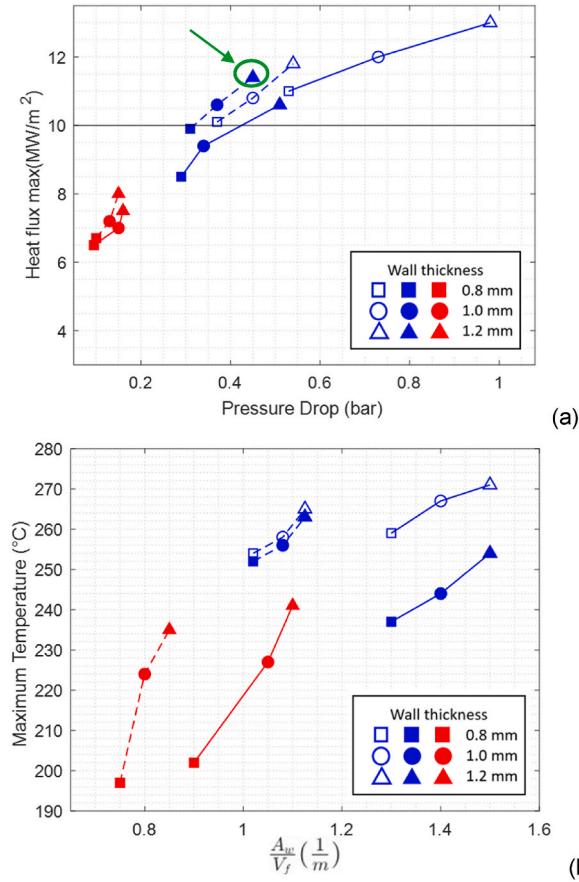 12
10
8
6
4
Heat flux max(MW/m²)
0.2
0.4
0.6
0.8
1
Pressure Drop (bar)
Wall thickness
0.8 mm
1.0 mm
1.2 mm
(a)
280
270
260
250
240
230
220
210
200
190
Maximum Temperature (°C)
0.8
1
1.2
1.4
1.6
A_w/V_f (1/m)
Wall thickness
0.8 mm
1.0 mm
1.2 mm